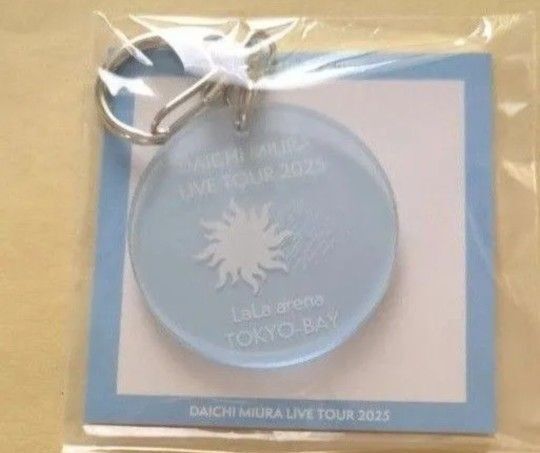 DAICHI MIURA
LIVE TOUR 2025
LaLa arena
TOKYO-BAY
DAICHI MIURA LIVE TOUR 2025